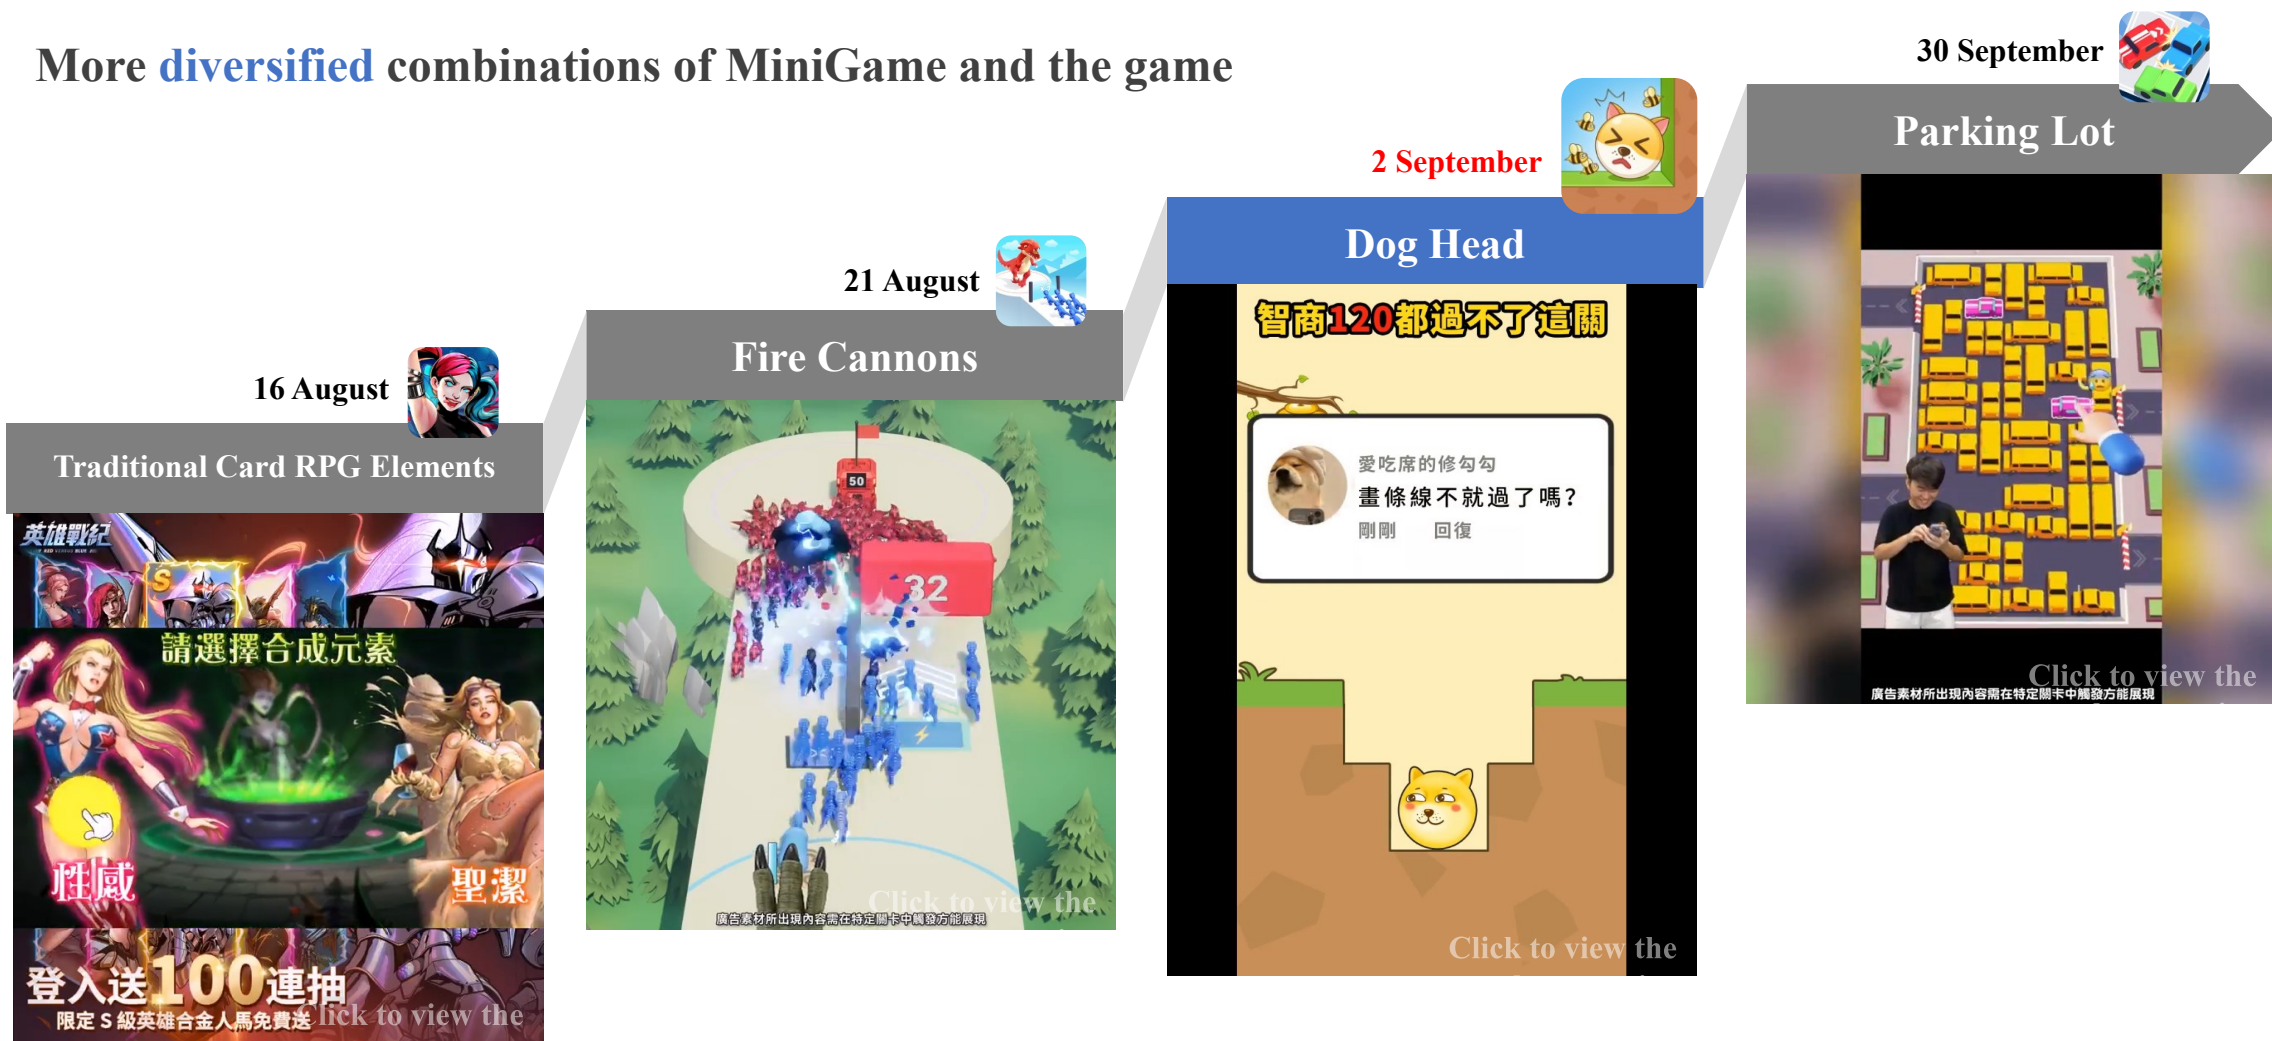 More diversified combinations of MiniGame and the game
16 August
Traditional Card RPG Elements
英雄戰紀
S
請選擇合成元素
性感
聖潔
登入送100連抽
限定 S 級英雄合金人馬免費送
Click to view the
21 August
Fire Cannons
50
32
Click to view the
廣告素材所出現內容需在特定關卡中觸發方能展現
2 September
Dog Head
智商120都過不了這關
愛吃席的修勾勾
畫條線不就過了嗎?
剛剛 回復
Click to view the
30 September
Parking Lot
Click to view the
廣告素材所出現內容需在特定關卡中觸發方能展現